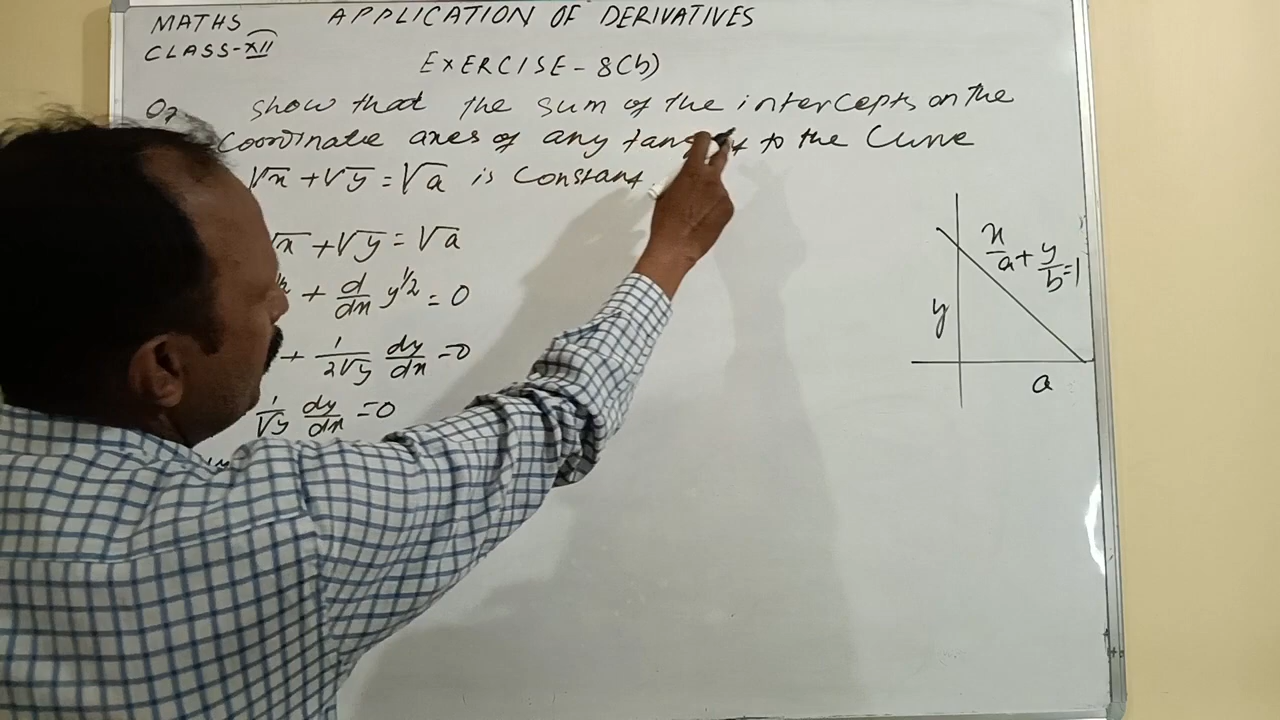 MATHS
CLASS-XII
APPLICATION OF DERIVATIVES
EXERCISE-8(b)
Show that the sum of the intercepts on the
Coordinate axes of any to the Curve
√x + √y = √a is constant
√x + √y = √a
+ d/dx y^1/2 = 0
+ 1/2√y dy/dx = 0
1/√y dy/dx = 0
x/a + y/b = 1
y
a